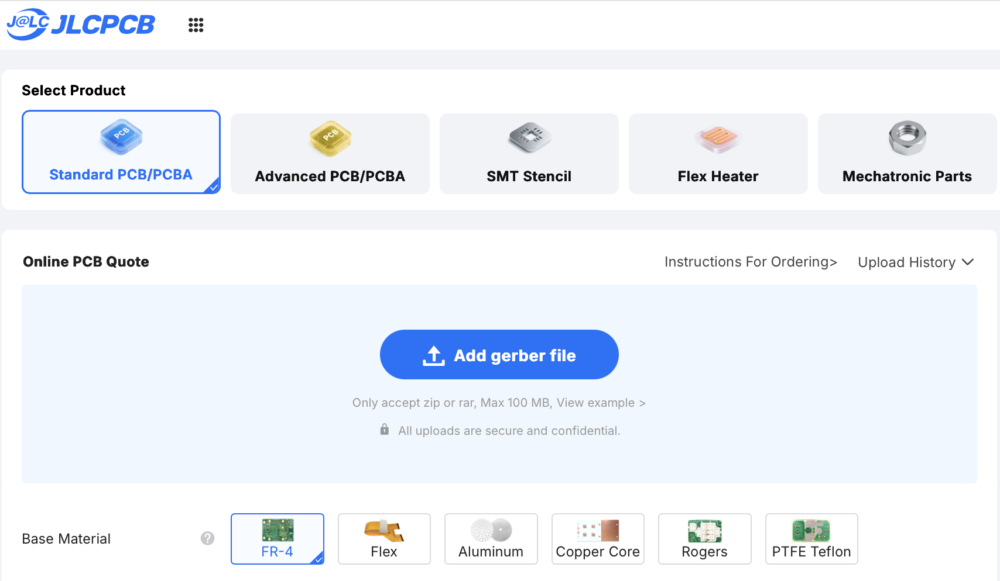 J@LC JLCPCB
Select Product
PCB
Standard PCB/PCBA
PCB
Advanced PCB/PCBA
SMT Stencil
Flex Heater
Mechatronic Parts
Online PCB Quote
Instructions For Ordering>
Upload History
Add gerber file
Only accept zip or rar, Max 100 MB, View example >
All uploads are secure and confidential.
Base Material
?
FR-4
Flex
Aluminum
Copper Core
Rogers
PTFE Teflon